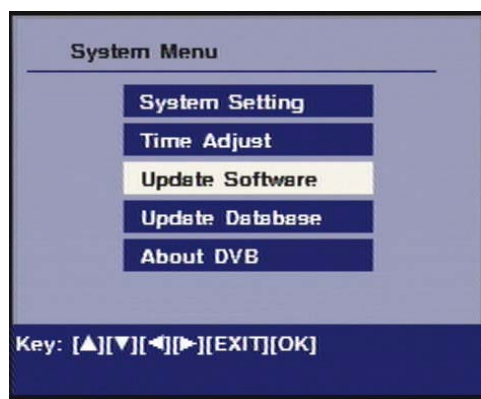 System Menu
System Setting
Time Adjust
Update Software
Update Database
About DVB
Key: [▲][▼][◄][►][EXIT][OK]